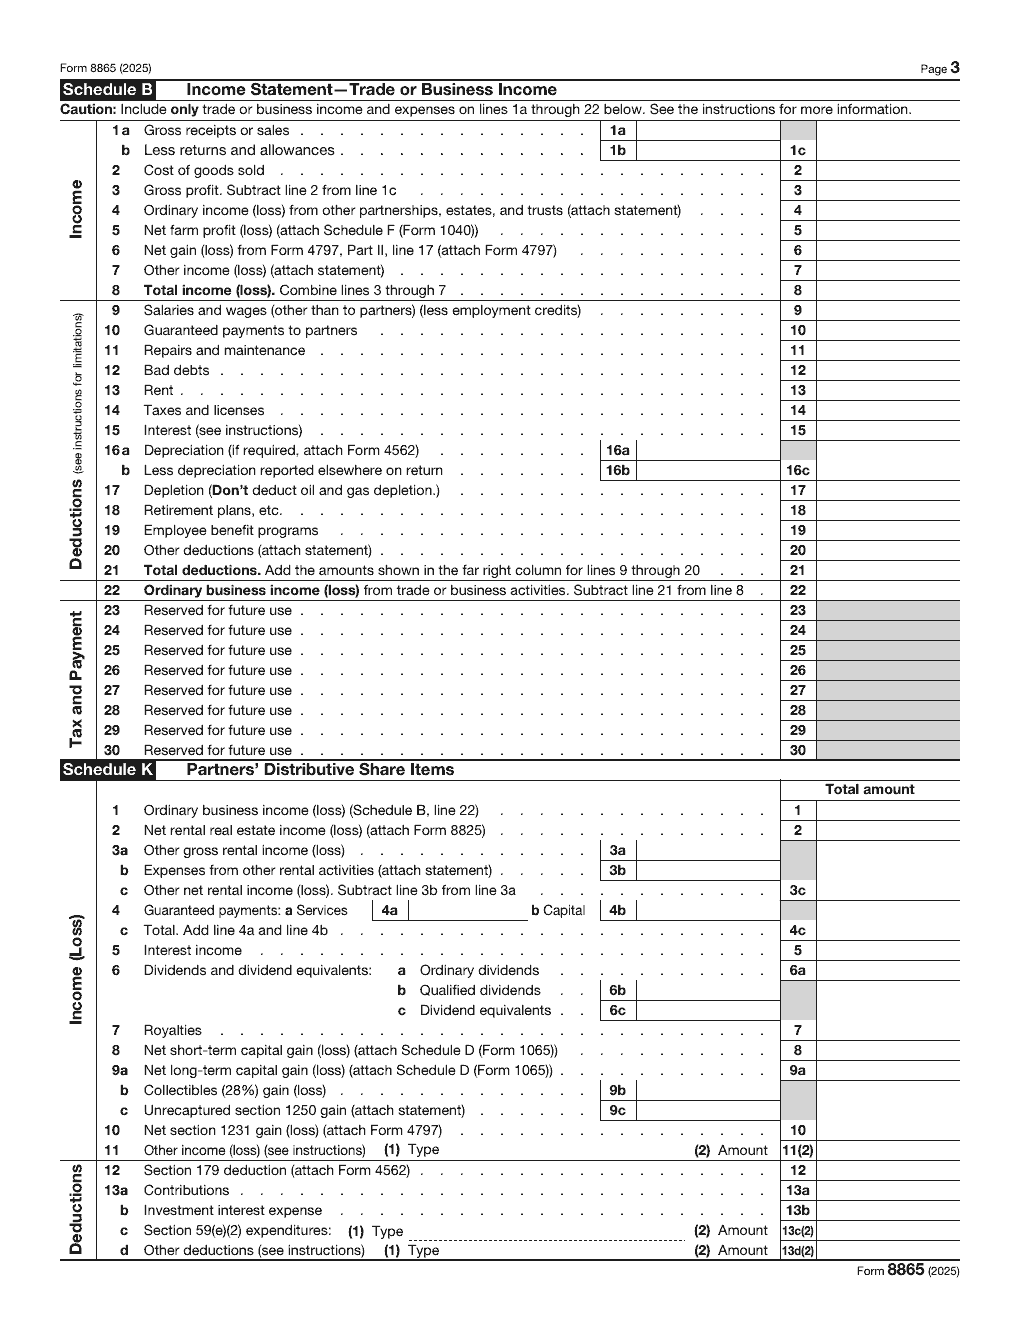 Form 8865 (2025) Page 3
Schedule B Income Statement—Trade or Business Income
Caution: Include only trade or business income and expenses on lines 1a through 22 below. See the instructions for more information.
Income
1a Gross receipts or sales . . . . . . . . . . . . . . . 1a
b Less returns and allowances . . . . . . . . . . . . . 1b 1c
2 Cost of goods sold . . . . . . . . . . . . . . . . . . . . . . . . . 2
3 Gross profit. Subtract line 2 from line 1c . . . . . . . . . . . . . . . . . . 3
4 Ordinary income (loss) from other partnerships, estates, and trusts (attach statement) . . . . 4
5 Net farm profit (loss) (attach Schedule F (Form 1040)) . . . . . . . . . . . . . . 5
6 Net gain (loss) from Form 4797, Part II, line 17 (attach Form 4797) . . . . . . . . . . 6
7 Other income (loss) (attach statement) . . . . . . . . . . . . . . . . . . . 7
8 Total income (loss). Combine lines 3 through 7 . . . . . . . . . . . . . . . . 8
Deductions (see instructions for limitations)
9 Salaries and wages (other than to partners) (less employment credits) . . . . . . . . . 9
10 Guaranteed payments to partners . . . . . . . . . . . . . . . . . . . . 10
11 Repairs and maintenance . . . . . . . . . . . . . . . . . . . . . . . 11
12 Bad debts . . . . . . . . . . . . . . . . . . . . . . . . . . . . 12
13 Rent . . . . . . . . . . . . . . . . . . . . . . . . . . . . . . 13
14 Taxes and licenses . . . . . . . . . . . . . . . . . . . . . . . . . 14
15 Interest (see instructions) . . . . . . . . . . . . . . . . . . . . . . . 15
16a Depreciation (if required, attach Form 4562) . . . . . . . . 16a
b Less depreciation reported elsewhere on return . . . . . . . 16b 16c
17 Depletion (Don't deduct oil and gas depletion.) . . . . . . . . . . . . . . . . 17
18 Retirement plans, etc. . . . . . . . . . . . . . . . . . . . . . . . . . 18
19 Employee benefit programs . . . . . . . . . . . . . . . . . . . . . . 19
20 Other deductions (attach statement) . . . . . . . . . . . . . . . . . . . . 20
21 Total deductions. Add the amounts shown in the far right column for lines 9 through 20 . . . 21
22 Ordinary business income (loss) from trade or business activities. Subtract line 21 from line 8 . 22
Tax and Payment
23 Reserved for future use . . . . . . . . . . . . . . . . . . . . . . . . 23
24 Reserved for future use . . . . . . . . . . . . . . . . . . . . . . . . 24
25 Reserved for future use . . . . . . . . . . . . . . . . . . . . . . . . 25
26 Reserved for future use . . . . . . . . . . . . . . . . . . . . . . . . 26
27 Reserved for future use . . . . . . . . . . . . . . . . . . . . . . . . 27
28 Reserved for future use . . . . . . . . . . . . . . . . . . . . . . . . 28
29 Reserved for future use . . . . . . . . . . . . . . . . . . . . . . . . 29
30 Reserved for future use . . . . . . . . . . . . . . . . . . . . . . . . 30
Schedule K Partners' Distributive Share Items
Total amount
Income (Loss)
1 Ordinary business income (loss) (Schedule B, line 22) . . . . . . . . . . . . . . 1
2 Net rental real estate income (loss) (attach Form 8825) . . . . . . . . . . . . . . 2
3a Other gross rental income (loss) . . . . . . . . . . . . 3a
b Expenses from other rental activities (attach statement) . . . . . 3b
c Other net rental income (loss). Subtract line 3b from line 3a . . . . . . . . . . . . 3c
4 Guaranteed payments: a Services 4a b Capital 4b
c Total. Add line 4a and line 4b . . . . . . . . . . . . . . . . . . . . . . 4c
5 Interest income . . . . . . . . . . . . . . . . . . . . . . . . . . 5
6 Dividends and dividend equivalents: a Ordinary dividends . . . . . . . . . . . 6a
b Qualified dividends . . 6b
c Dividend equivalents . . 6c
7 Royalties . . . . . . . . . . . . . . . . . . . . . . . . . . . . 7
8 Net short-term capital gain (loss) (attach Schedule D (Form 1065)) . . . . . . . . . . 8
9a Net long-term capital gain (loss) (attach Schedule D (Form 1065)) . . . . . . . . . . . 9a
b Collectibles (28%) gain (loss) . . . . . . . . . . . . . 9b
c Unrecaptured section 1250 gain (attach statement) . . . . . . 9c
10 Net section 1231 gain (loss) (attach Form 4797) . . . . . . . . . . . . . . . . 10
11 Other income (loss) (see instructions) (1) Type (2) Amount 11(2)
Deductions
12 Section 179 deduction (attach Form 4562) . . . . . . . . . . . . . . . . . . 12
13a Contributions . . . . . . . . . . . . . . . . . . . . . . . . . . . 13a
b Investment interest expense . . . . . . . . . . . . . . . . . . . . . . 13b
c Section 59(e)(2) expenditures: (1) Type (2) Amount 13c(2)
d Other deductions (see instructions) (1) Type (2) Amount 13d(2)
Form 8865 (2025)